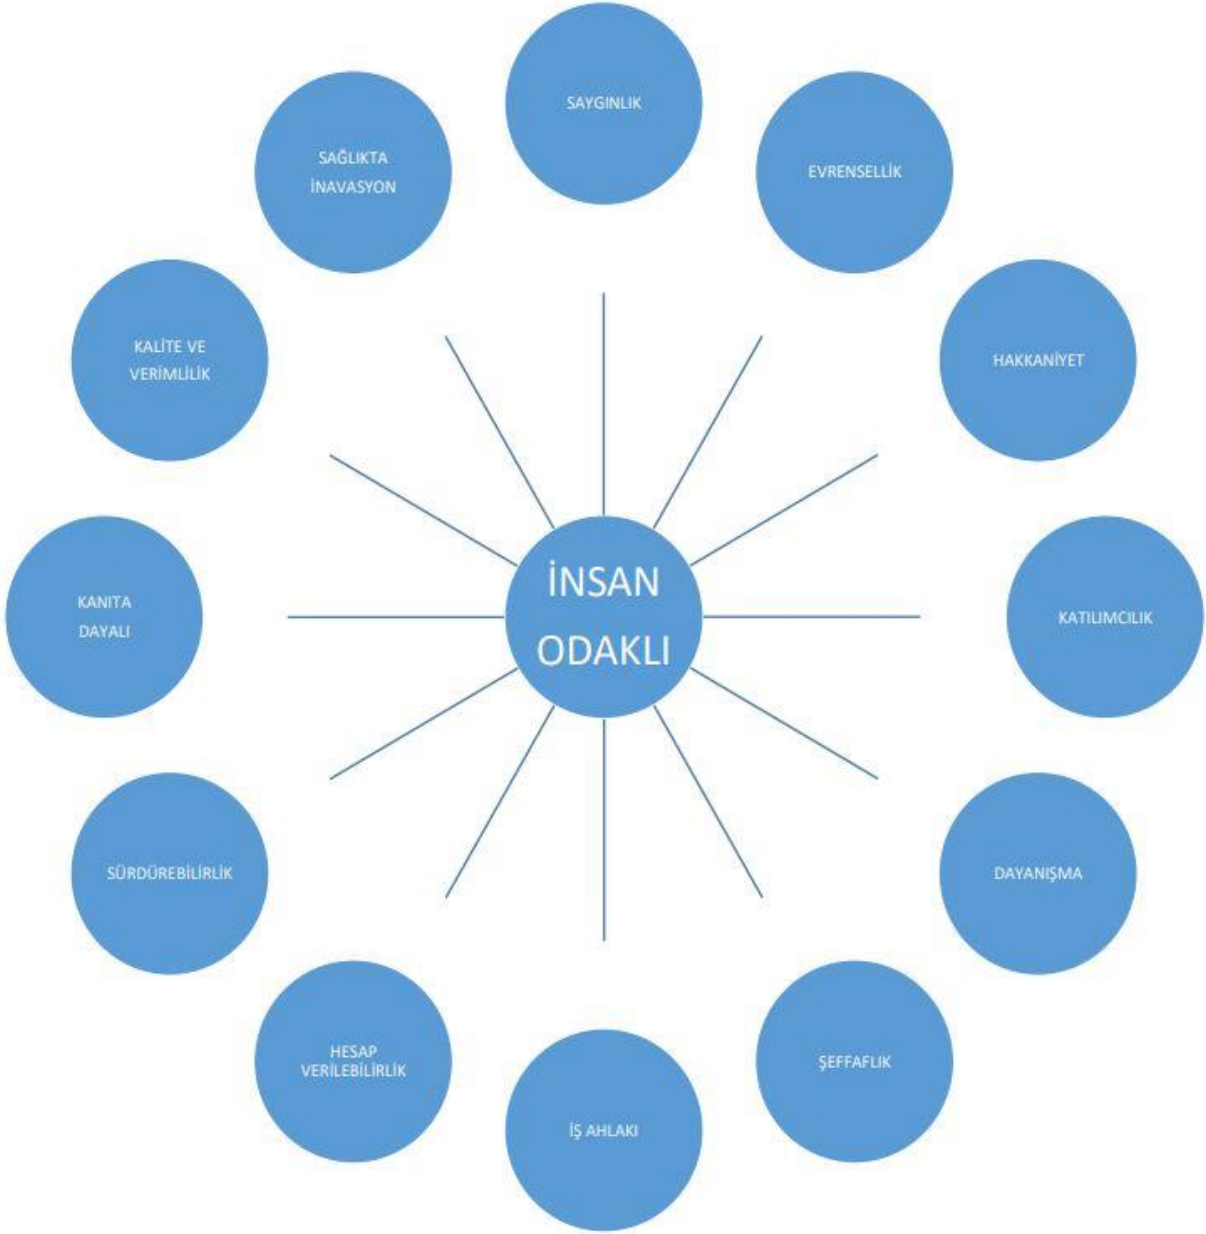 SAYGINLIK
EVRENSELLİK
HAKKANİYET
KATILIMCILIK
DAYANIŞMA
ŞEFFAFLIK
İŞ AHLAKI
HESAP
VERİLEBİLİRLİK
SÜRDÜREBİLİRLİK
KANITA
DAYALI
KALİTE VE
VERİMLİLİK
SAĞLIKTA
İNAVASYON
İNSAN
ODAKLI